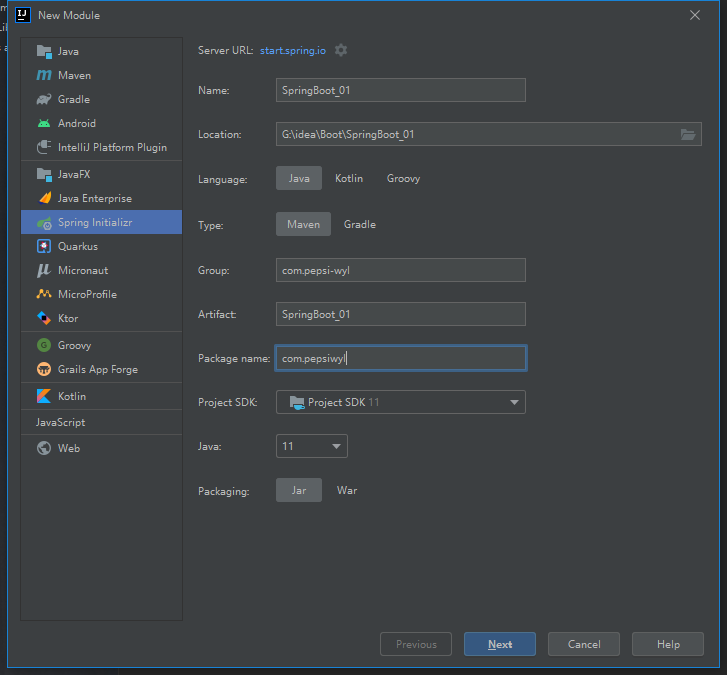 New Module
Java
Maven
Gradle
Android
IntelliJ Platform Plugin
JavaFX
Java Enterprise
Spring Initializr
Quarkus
Micronaut
MicroProfile
Ktor
Groovy
Grails App Forge
Kotlin
JavaScript
Web
Server URL: start.spring.io
Name: SpringBoot_01
Location: G:\idea\Boot\SpringBoot_01
Language: Java Kotlin Groovy
Type: Maven Gradle
Group: com.pepsi-wyl
Artifact: SpringBoot_01
Package name: com.pepsiwyl
Project SDK: Project SDK 11
Java: 11
Packaging: Jar War
Previous Next Cancel Help